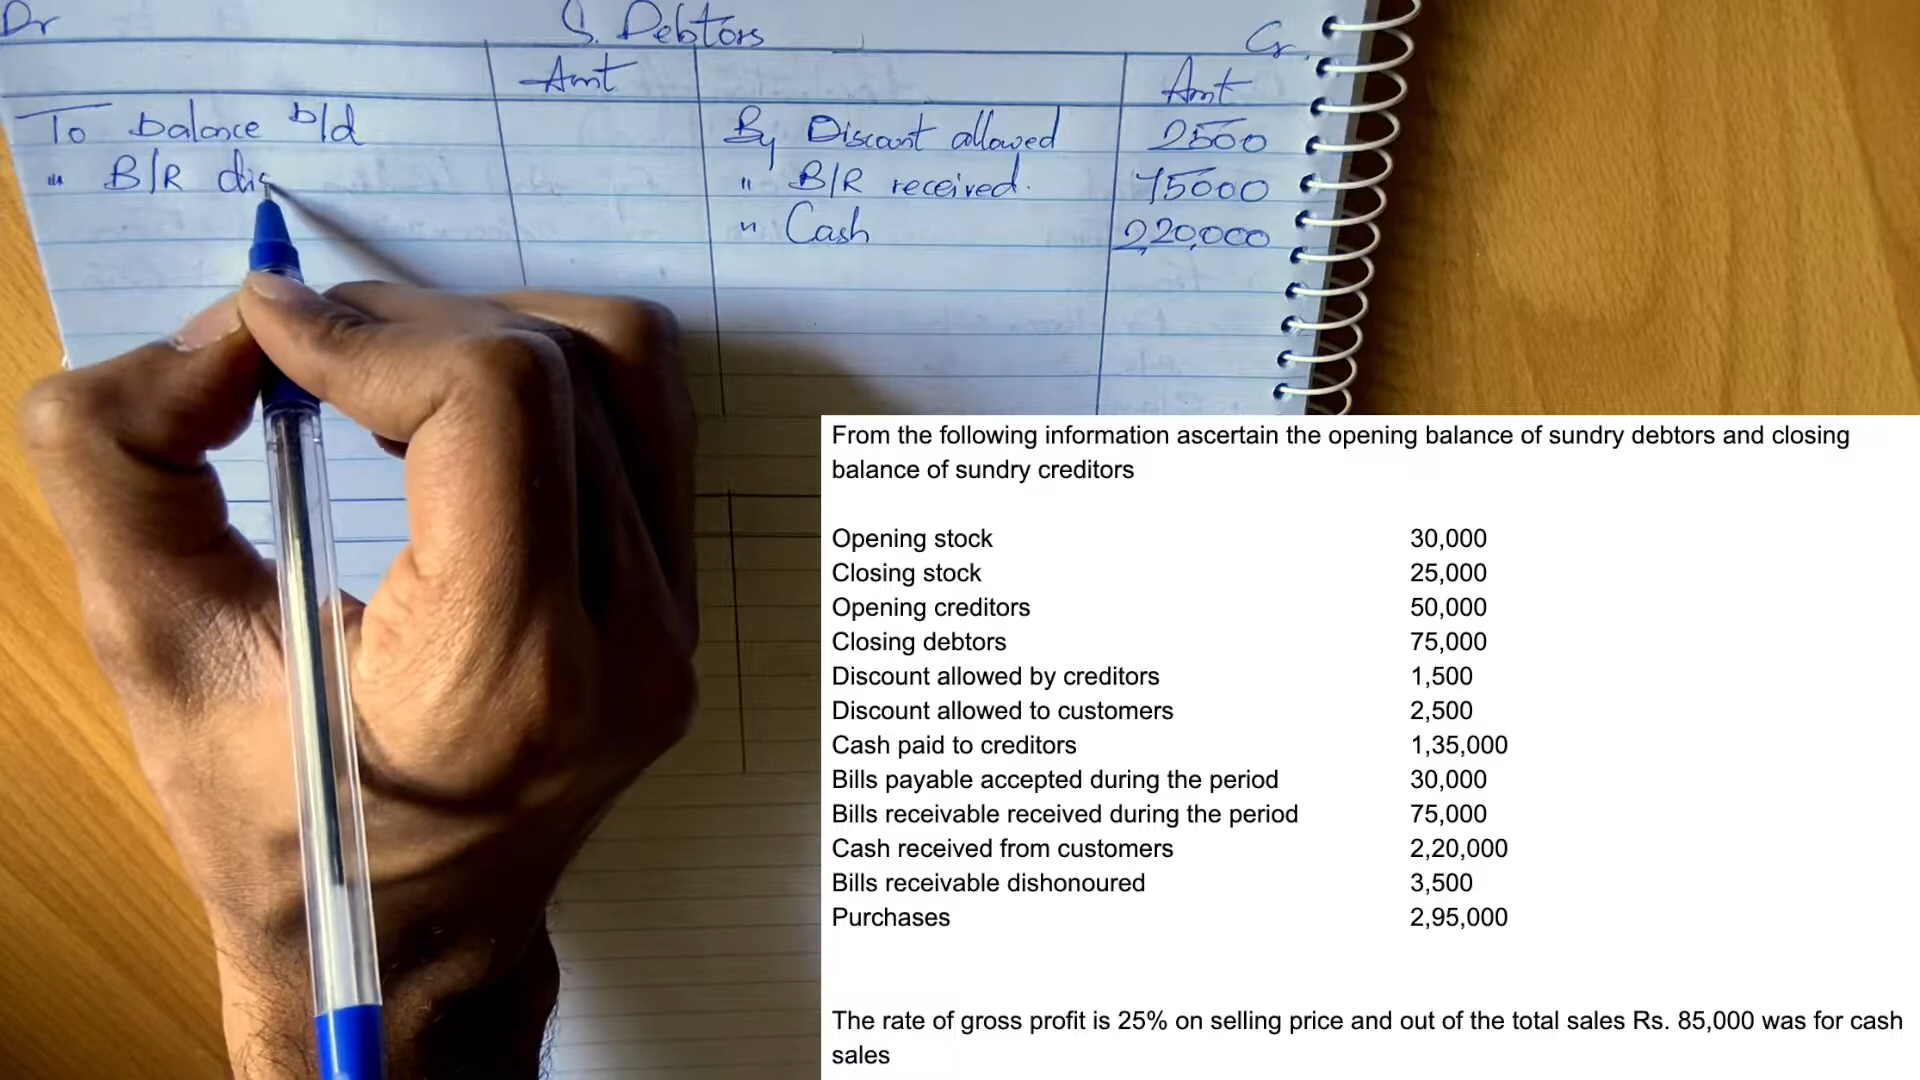 Dr S. Debtors Cr.
Amt Amt
To balance b/d By Discount allowed 2500
" B/R dis " B/R received. 75000
" Cash 2,20,000
From the following information ascertain the opening balance of sundry debtors and closing
balance of sundry creditors
Opening stock 30,000
Closing stock 25,000
Opening creditors 50,000
Closing debtors 75,000
Discount allowed by creditors 1,500
Discount allowed to customers 2,500
Cash paid to creditors 1,35,000
Bills payable accepted during the period 30,000
Bills receivable received during the period 75,000
Cash received from customers 2,20,000
Bills receivable dishonoured 3,500
Purchases 2,95,000
The rate of gross profit is 25% on selling price and out of the total sales Rs. 85,000 was for cash
sales